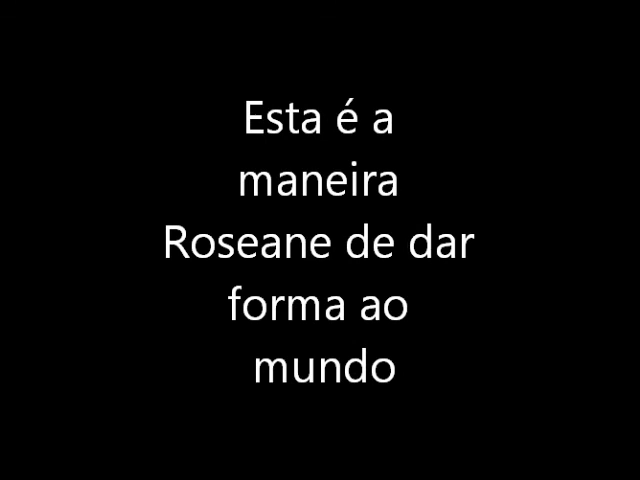 Esta é a
maneira
Roseane de dar
forma ao
mundo